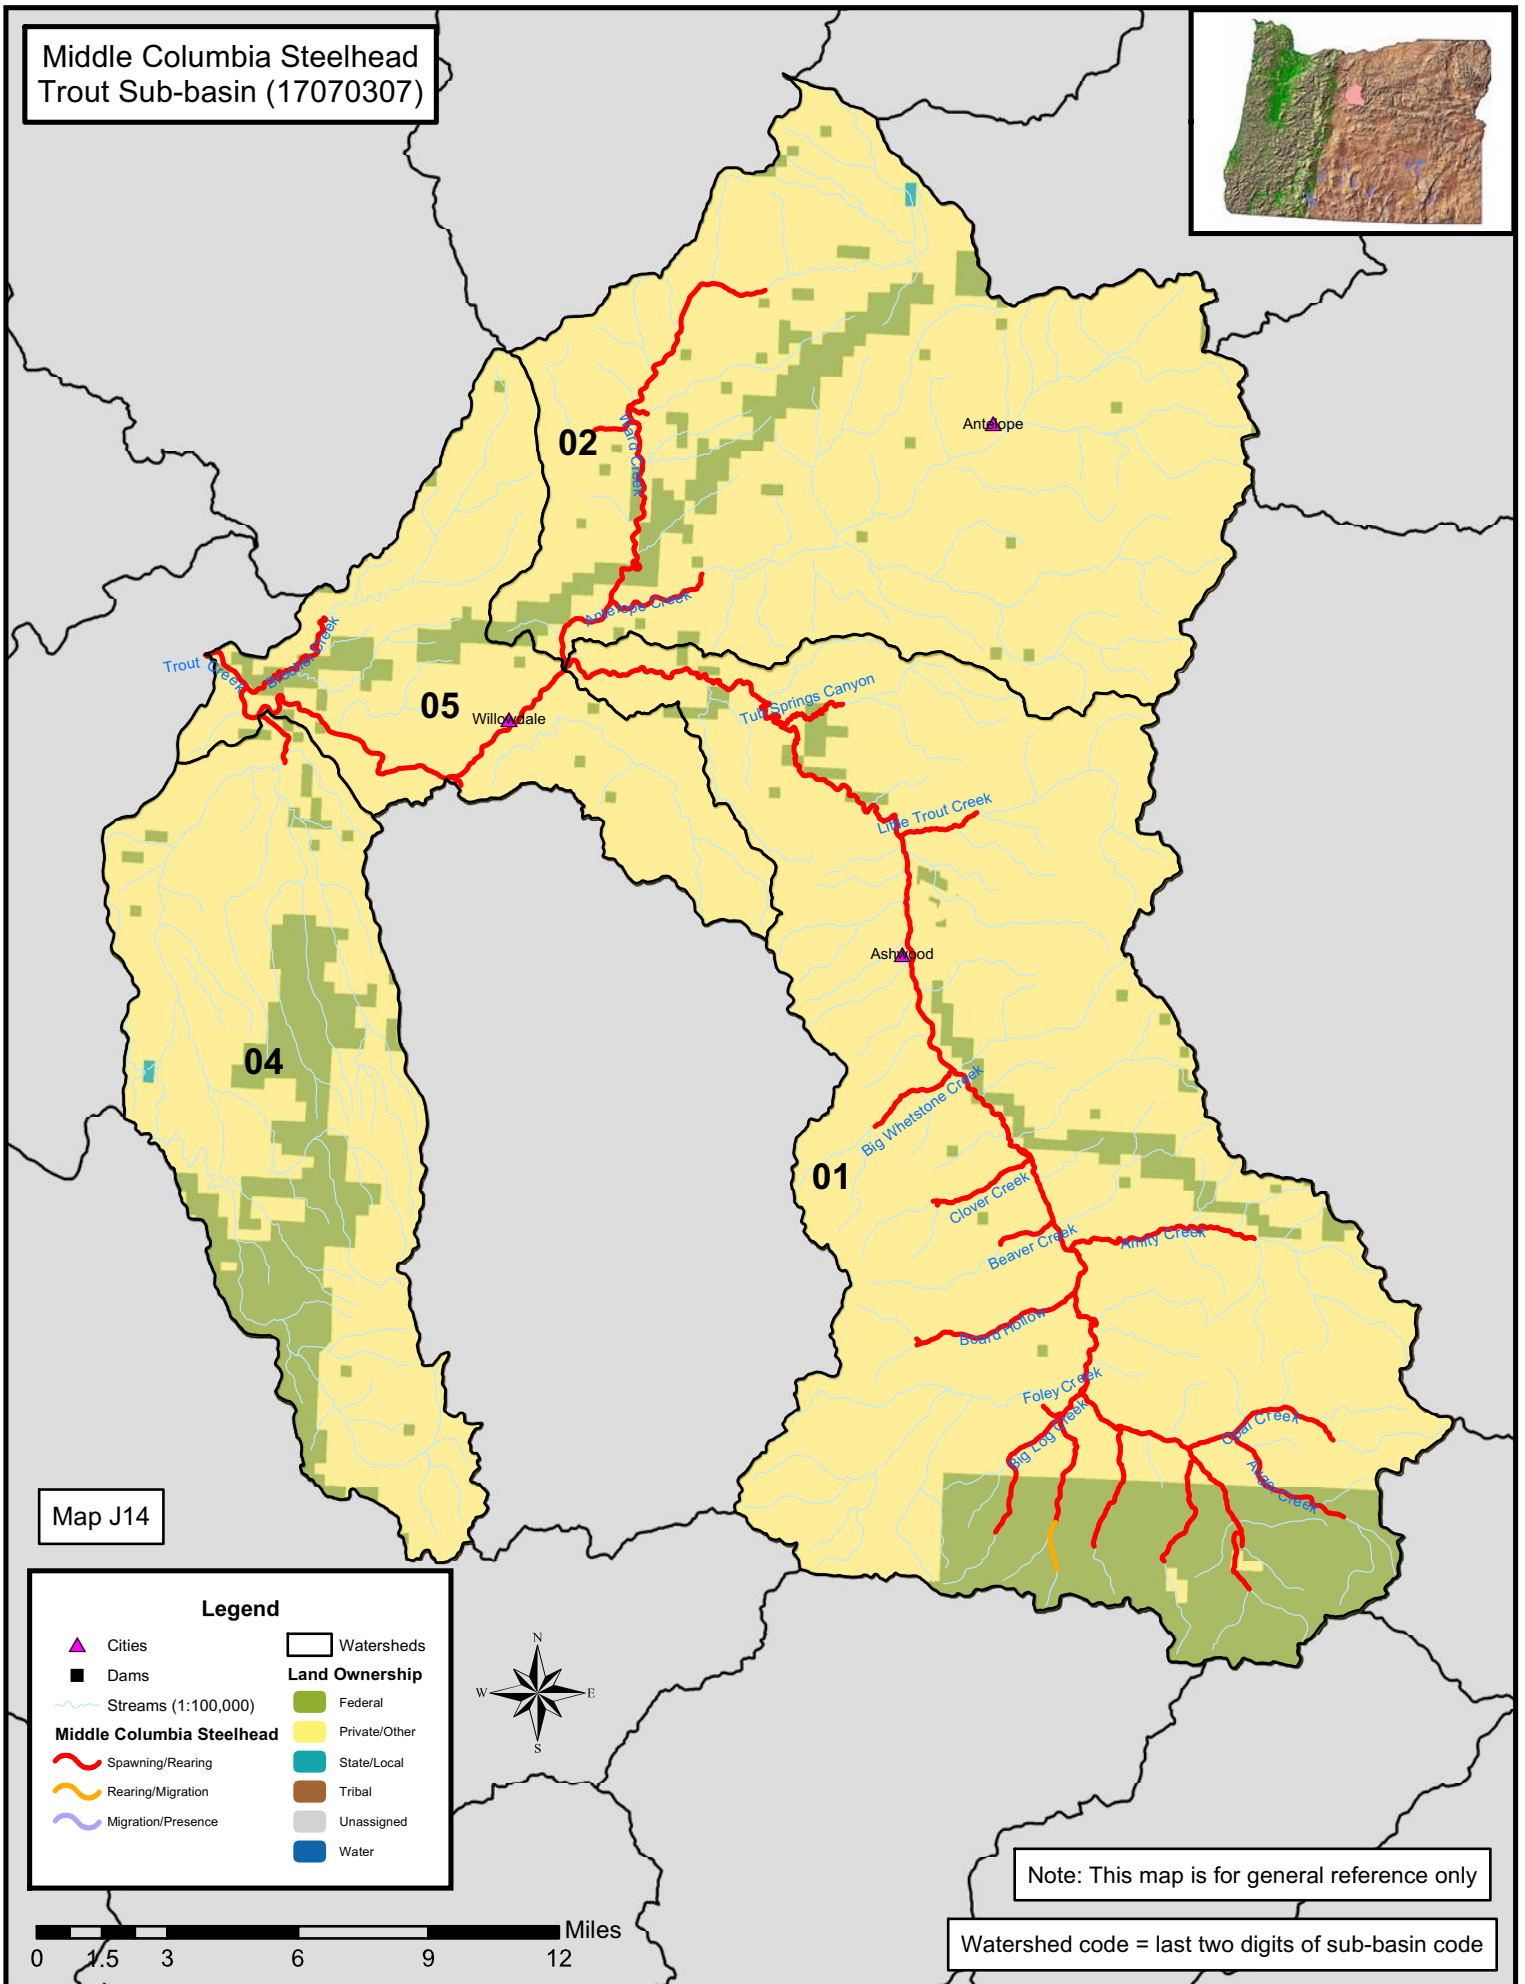 Middle Columbia Steelhead
Trout Sub-basin (17070307)
Antelope
02
Ward Creek
Antelope Creek
Trout Creek
Brocher Creek
05
Willowdale
Tub Springs Canyon
Little Trout Creek
Ashwood
04
Big Whetstone Creek
01
Clover Creek
Beaver Creek
Amity Creek
Board Hollow
Foley Creek
Big Log Creek
Opal Creek
Auger Creek
Map J14
Legend
Cities
Dams
Streams (1:100,000)
Middle Columbia Steelhead
Spawning/Rearing
Rearing/Migration
Migration/Presence
Watersheds
Land Ownership
Federal
Private/Other
State/Local
Tribal
Unassigned
Water
N
W
E
S
Note: This map is for general reference only
Miles
0 1.5 3 6 9 12
Watershed code = last two digits of sub-basin code